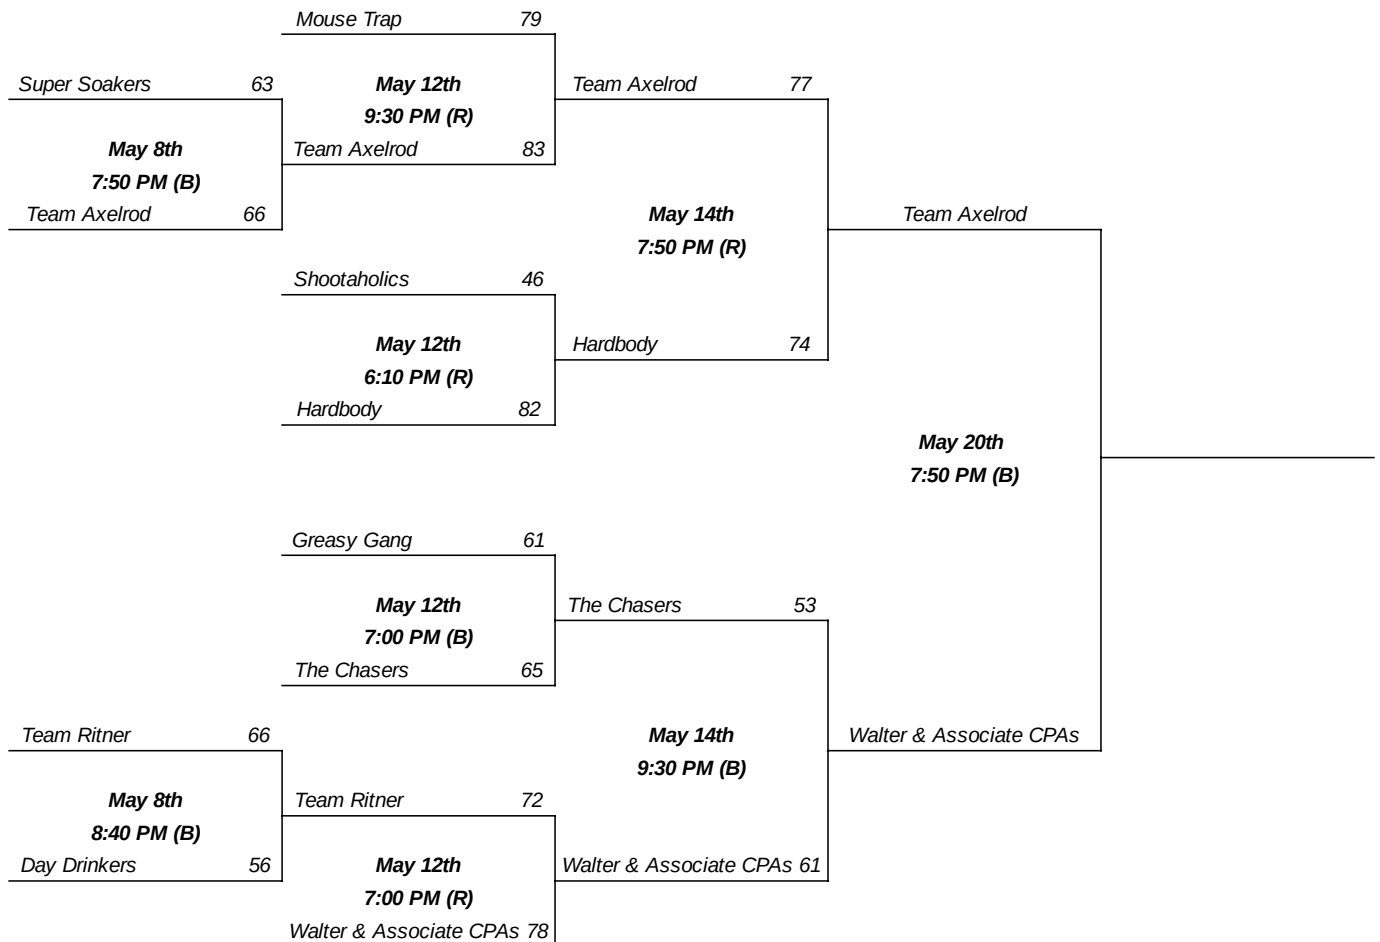 Mouse Trap 79
Super Soakers 63
May 12th
Team Axelrod 77
9:30 PM (R)
May 8th
Team Axelrod 83
7:50 PM (B)
Team Axelrod 66
May 14th
Team Axelrod
7:50 PM (R)
Shootaholics 46
May 12th
Hardbody 74
6:10 PM (R)
Hardbody 82
May 20th
7:50 PM (B)
Greasy Gang 61
May 12th
The Chasers 53
7:00 PM (B)
The Chasers 65
Team Ritner 66
May 14th
Walter & Associate CPAs
9:30 PM (B)
May 8th
Team Ritner 72
8:40 PM (B)
Day Drinkers 56
May 12th
Walter & Associate CPAs 61
7:00 PM (R)
Walter & Associate CPAs 78